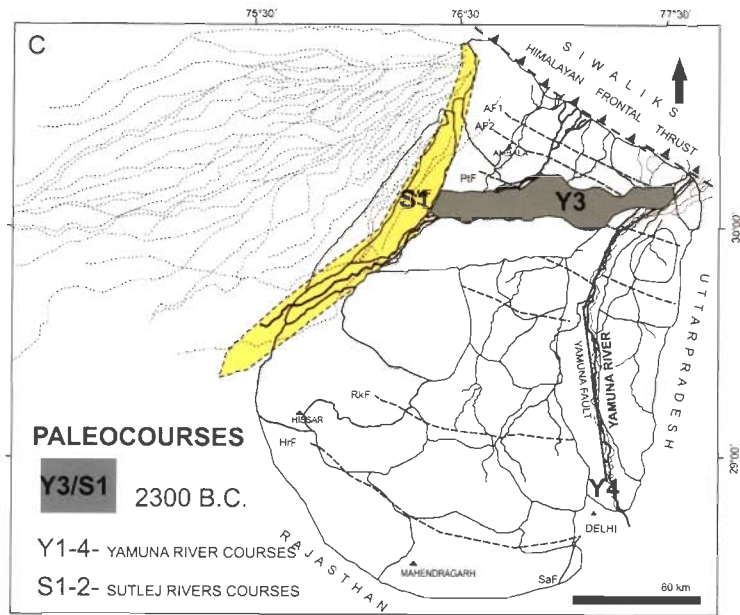 75°30' 76°30' 77°30'
C
SIWALIKS
HIMALAYAN FRONTAL THRUST
AF1
AF2
AMBALA
PtF
S1
Y3
30°00'
UTTARPRADESH
YAMUNA RIVER
YAMUNA FAULT
RkF
HISSAR
HrF
29°00'
PALEOCOURSES
Y3/S1
2300 B.C.
Y4
DELHI
Y1-4- YAMUNA RIVER COURSES
S1-2- SUTLEJ RIVERS COURSES
RAJASTHAN
MAHENDRAGARH
SaF
60 km